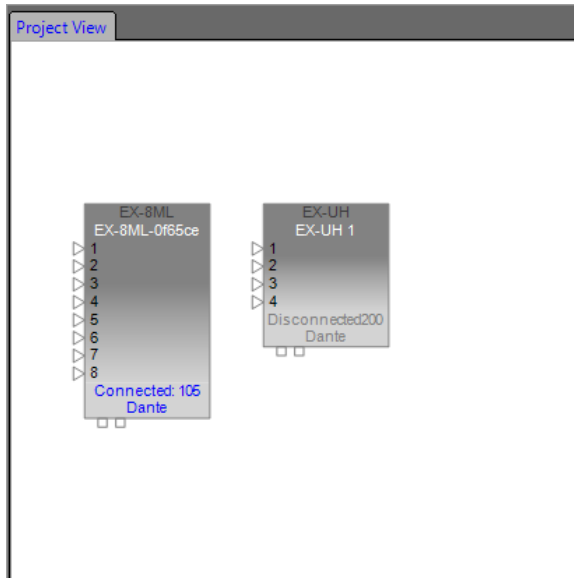 Project View
EX-8ML
EX-8ML-0f65ce
1
2
3
4
5
6
7
8
Connected: 105
Dante
EX-UH
EX-UH 1
1
2
3
4
Disconnected200
Dante